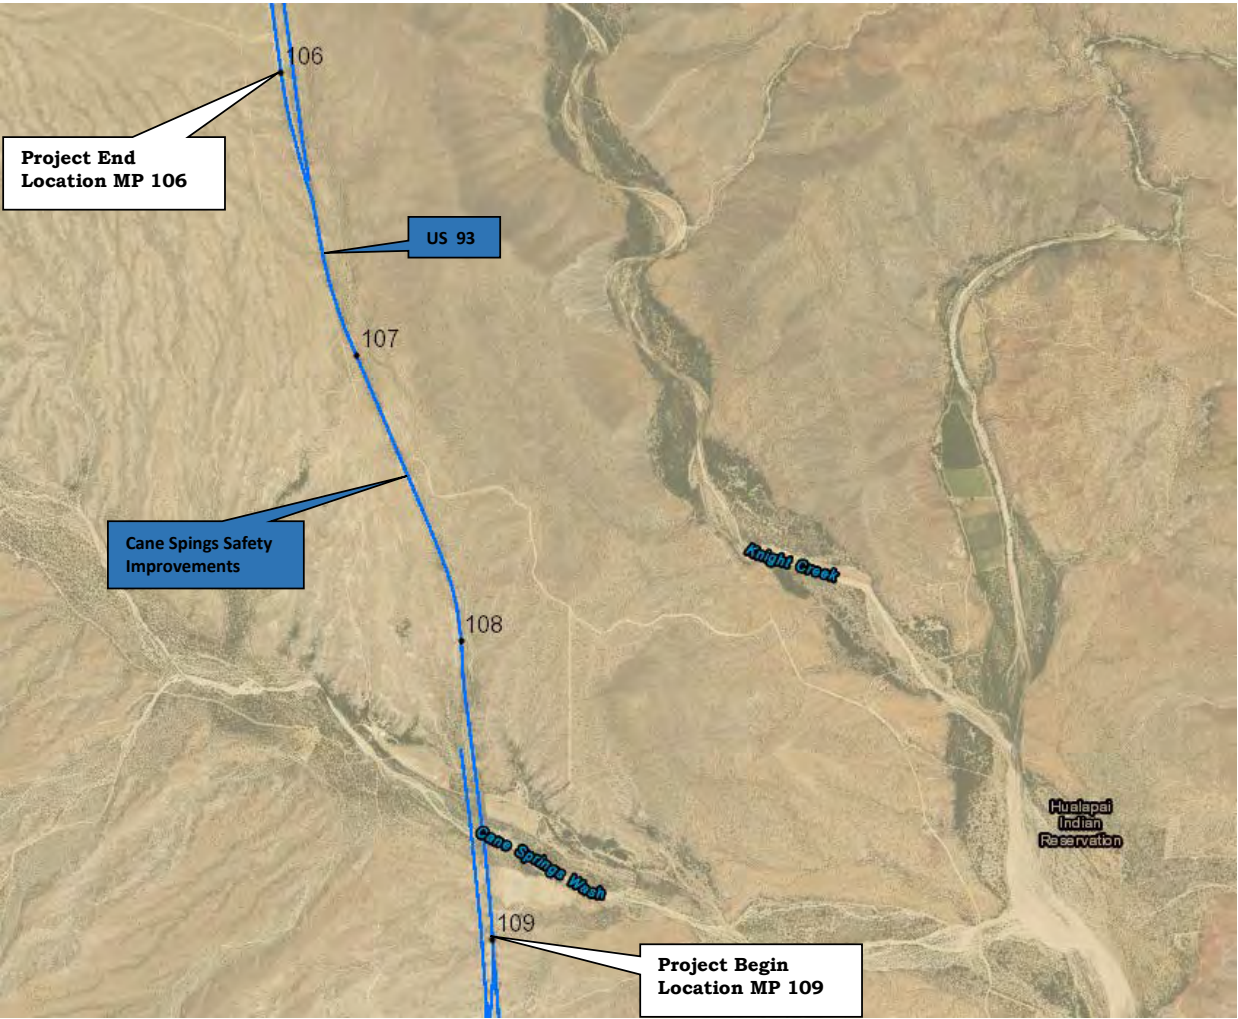 106
Project End
Location MP 106
US 93
107
Cane Spings Safety
Improvements
Knight Creek
108
Hualapai
Indian
Reservation
Cane Springs Wash
109
Project Begin
Location MP 109